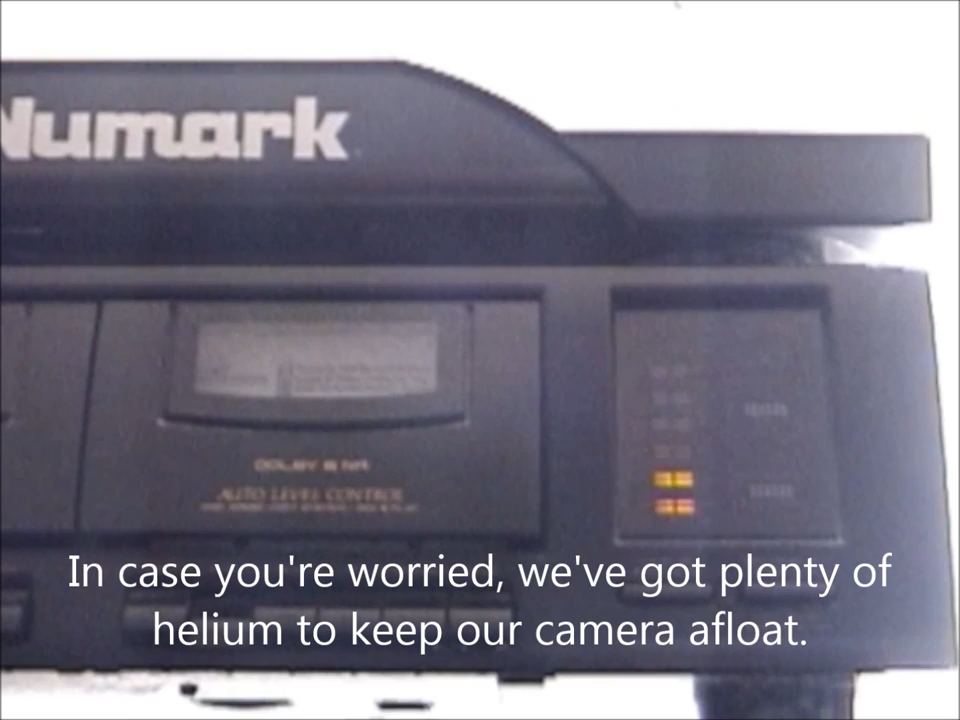 Numark
DOLBY B NR
AUTO LEVEL CONTROL
In case you're worried, we've got plenty of
helium to keep our camera afloat.